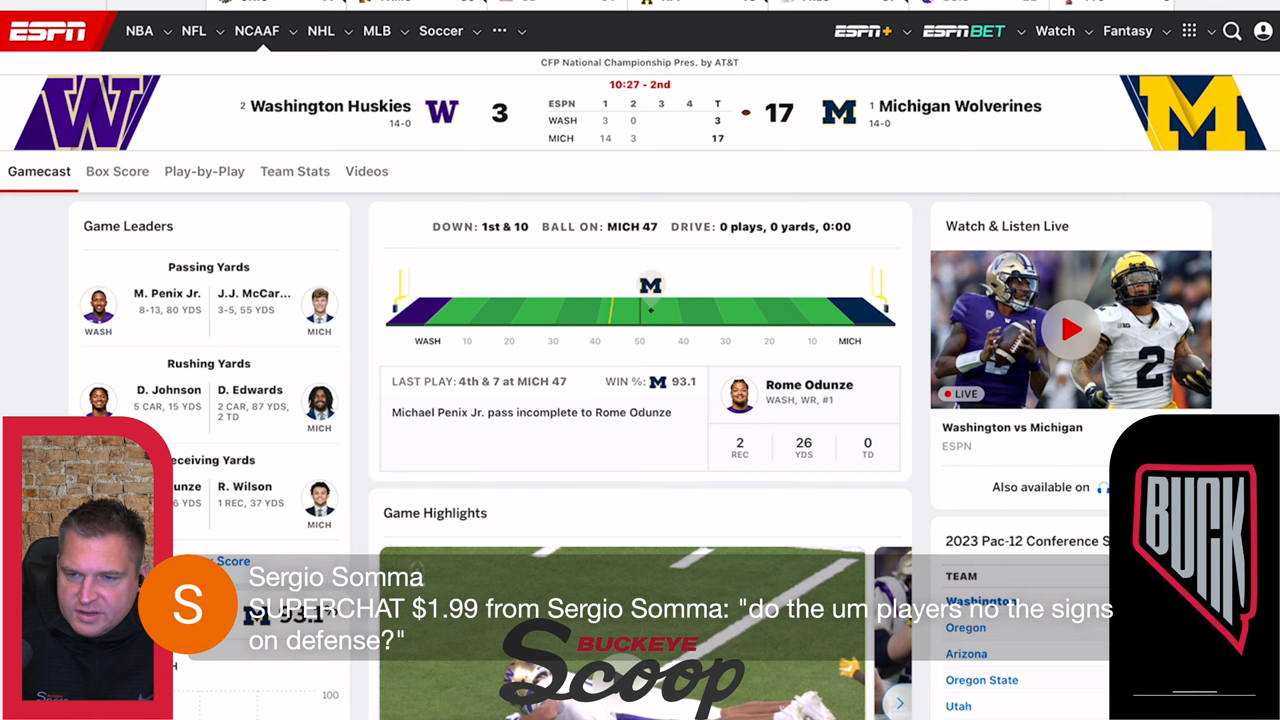 ESPN NBA NFL NCAAF NHL MLB Soccer ESPN+ ESPNBET Watch Fantasy
CFP National Championship Pres. by AT&T
10:27 - 2nd
2 Washington Huskies W 3
14-0
ESPN 1 2 3 4 T
WASH 3 0 3
MICH 14 3 17
17 M 1 Michigan Wolverines
14-0
Gamecast Box Score Play-by-Play Team Stats Videos
Game Leaders
Passing Yards
M. Penix Jr. J.J. McCar...
8-13, 80 YDS 3-5, 55 YDS
WASH MICH
Rushing Yards
D. Johnson D. Edwards
5 CAR, 15 YDS 2 CAR, 87 YDS,
2 TD
MICH
eceiving Yards
unze R. Wilson
6 YDS 1 REC, 37 YDS
MICH
Score
M 93.1
100
DOWN: 1st & 10 BALL ON: MICH 47 DRIVE: 0 plays, 0 yards, 0:00
M
WASH 10 20 30 40 50 40 30 20 10 MICH
LAST PLAY: 4th & 7 at MICH 47 WIN %: M 93.1
Michael Penix Jr. pass incomplete to Rome Odunze
Rome Odunze
WASH, WR, #1
2 26 0
REC YDS TD
Game Highlights
Watch & Listen Live
2
LIVE
Washington vs Michigan
ESPN
Also available on
2023 Pac-12 Conference S
TEAM
Washington
Oregon
Arizona
Oregon State
Utah
S
Sergio Somma
SUPERCHAT $1.99 from Sergio Somma: "do the um players no the signs
on defense?"
BUCKEYE
Scoop
BUCK